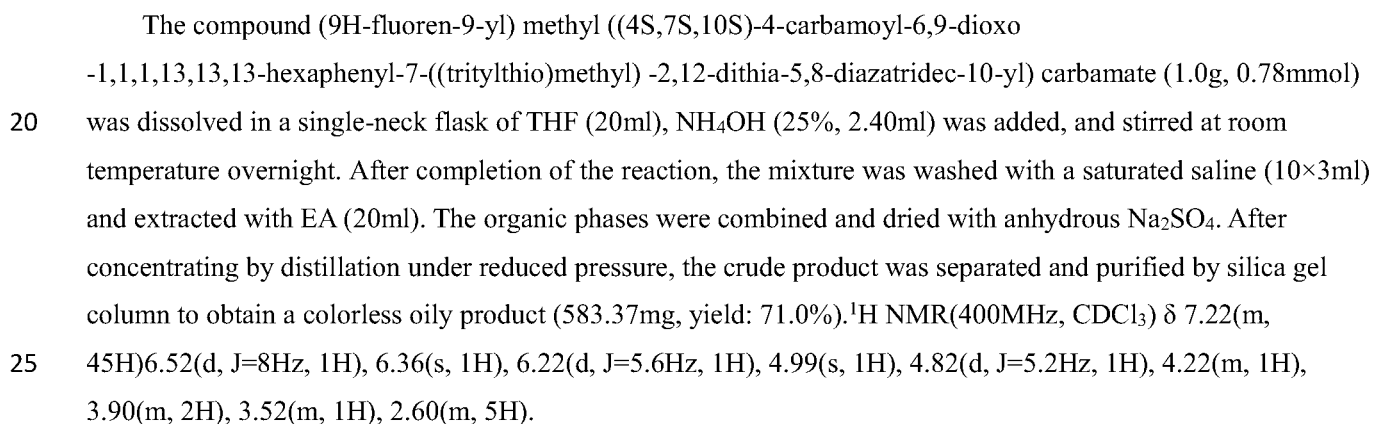 The compound (9H-fluoren-9-yl) methyl ((4S,7S,10S)-4-carbamoyl-6,9-dioxo
-1,1,1,13,13,13-hexaphenyl-7-((tritylthio)methyl) -2,12-dithia-5,8-diazatridec-10-yl) carbamate (1.0g, 0.78mmol)
20 was dissolved in a single-neck flask of THF (20ml), NH₄OH (25%, 2.40ml) was added, and stirred at room
temperature overnight. After completion of the reaction, the mixture was washed with a saturated saline (10×3ml)
and extracted with EA (20ml). The organic phases were combined and dried with anhydrous Na₂SO₄. After
concentrating by distillation under reduced pressure, the crude product was separated and purified by silica gel
column to obtain a colorless oily product (583.37mg, yield: 71.0%).¹H NMR(400MHz, CDCl₃) δ 7.22(m,
25 45H)6.52(d, J=8Hz, 1H), 6.36(s, 1H), 6.22(d, J=5.6Hz, 1H), 4.99(s, 1H), 4.82(d, J=5.2Hz, 1H), 4.22(m, 1H),
3.90(m, 2H), 3.52(m, 1H), 2.60(m, 5H).